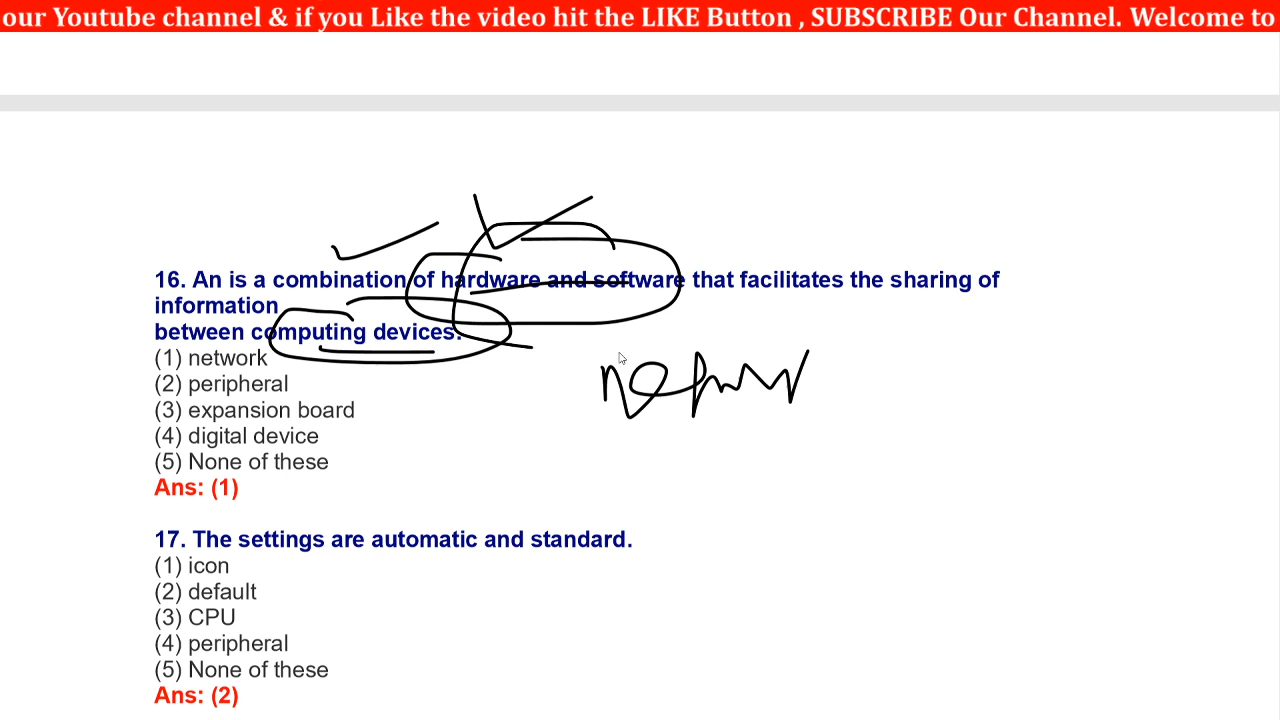 our Youtube channel & if you Like the video hit the LIKE Button , SUBSCRIBE Our Channel. Welcome to
16. An is a combination of hardware and software that facilitates the sharing of
information
between computing devices.
(1) network
(2) peripheral
(3) expansion board
(4) digital device
(5) None of these
Ans: (1)
17. The settings are automatic and standard.
(1) icon
(2) default
(3) CPU
(4) peripheral
(5) None of these
Ans: (2)